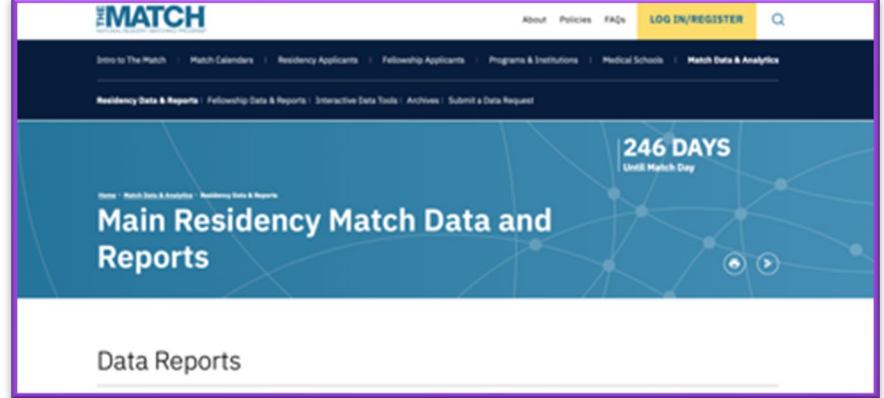 THE MATCH
NATIONAL RESIDENT MATCHING PROGRAM
About Policies FAQs LOG IN/REGISTER
Intro to The Match | Match Calendars | Residency Applicants | Fellowship Applicants | Programs & Institutions | Medical Schools | Match Data & Analytics
Residency Data & Reports | Fellowship Data & Reports | Interactive Data Tools | Archives | Submit a Data Request
246 DAYS
Until Match Day
Home - Match Data & Analytics - Residency Data & Reports
Main Residency Match Data and
Reports
Data Reports